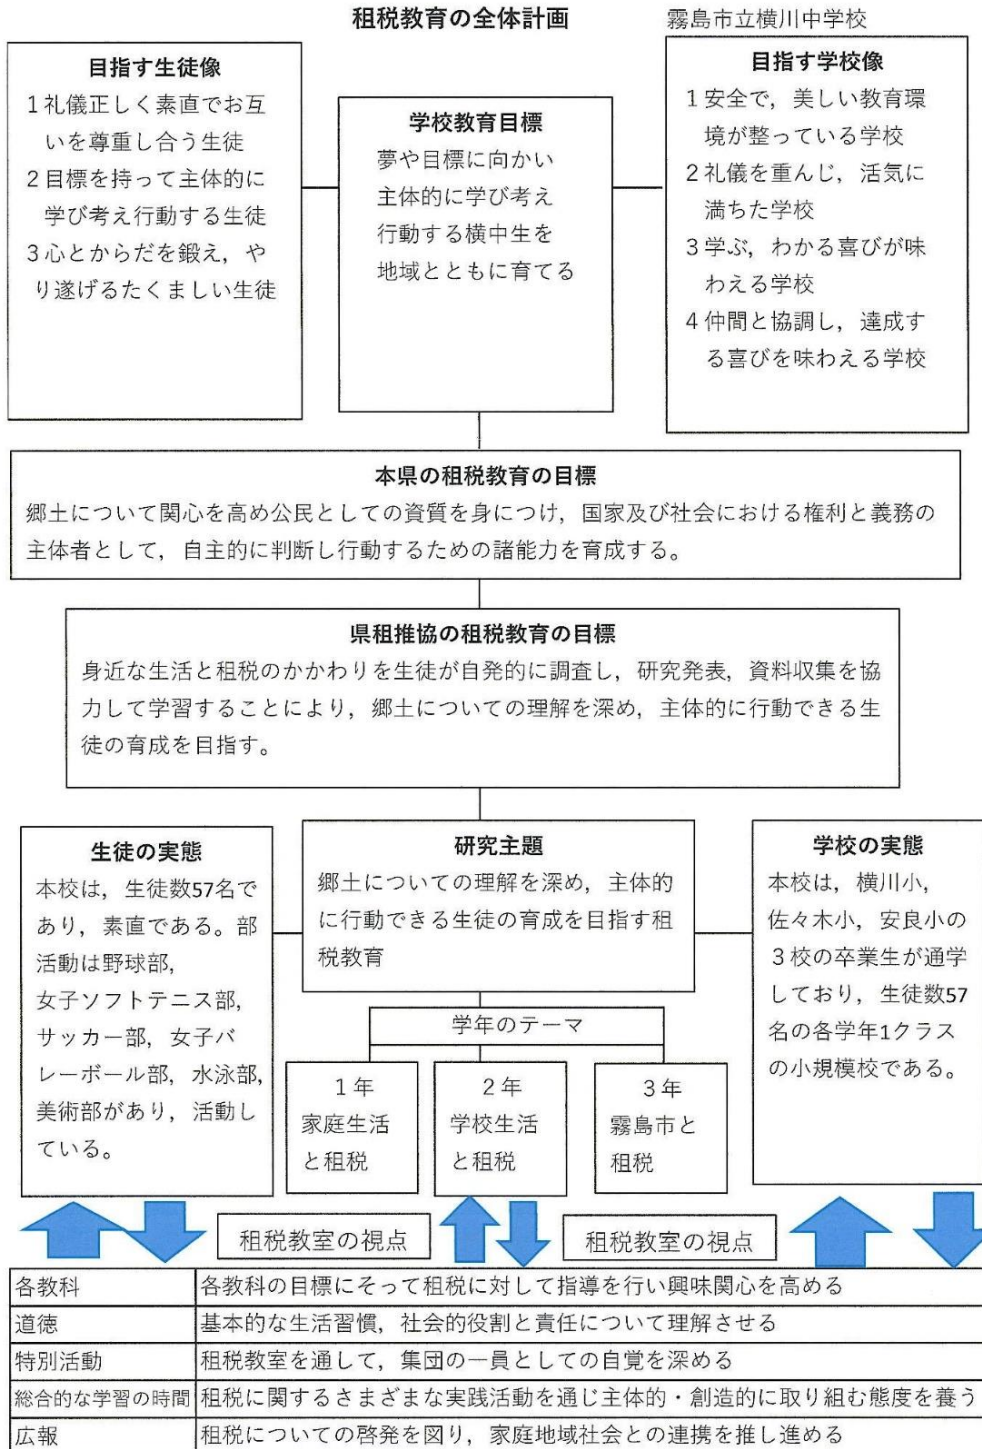 租税教育の全体計画
霧島市立横川中学校
目指す生徒像
1礼儀正しく素直でお互
いを尊重し合う生徒
2目標を持って主体的に
学び考え行動する生徒
3心とからだを鍛え，や
り遂げるたくましい生徒
学校教育目標
夢や目標に向かい
主体的に学び考え
行動する横中生を
地域とともに育てる
目指す学校像
1安全で，美しい教育環
境が整っている学校
2礼儀を重んじ，活気に
満ちた学校
3学ぶ，わかる喜びが味
わえる学校
4仲間と協調し，達成す
る喜びを味わえる学校
本県の租税教育の目標
郷土について関心を高め公民としての資質を身につけ，国家及び社会における権利と義務の
主体者として，自主的に判断し行動するための諸能力を育成する。
県租推協の租税教育の目標
身近な生活と租税のかかわりを生徒が自発的に調査し，研究発表，資料収集を協
力して学習することにより，郷土についての理解を深め，主体的に行動できる生
徒の育成を目指す。
生徒の実態
本校は，生徒数57名で
あり，素直である。部
活動は野球部，
女子ソフトテニス部，
サッカー部，女子バ
レーボール部，水泳部，
美術部があり，活動し
ている。
研究主題
郷土についての理解を深め，主体的
に行動できる生徒の育成を目指す租
税教育
学校の実態
本校は，横川小，
佐々木小，安良小の
3校の卒業生が通学
しており，生徒数57
名の各学年1クラス
の小規模校である。
学年のテーマ
1年
家庭生活
と租税
2年
学校生活
と租税
3年
霧島市と
租税
租税教室の視点
租税教室の視点
各教科 各教科の目標にそって租税に対して指導を行い興味関心を高める
道徳 基本的な生活習慣，社会的役割と責任について理解させる
特別活動 租税教室を通して，集団の一員としての自覚を深める
総合的な学習の時間 租税に関するさまざまな実践活動を通じ主体的・創造的に取り組む態度を養う
広報 租税についての啓発を図り，家庭地域社会との連携を推し進める